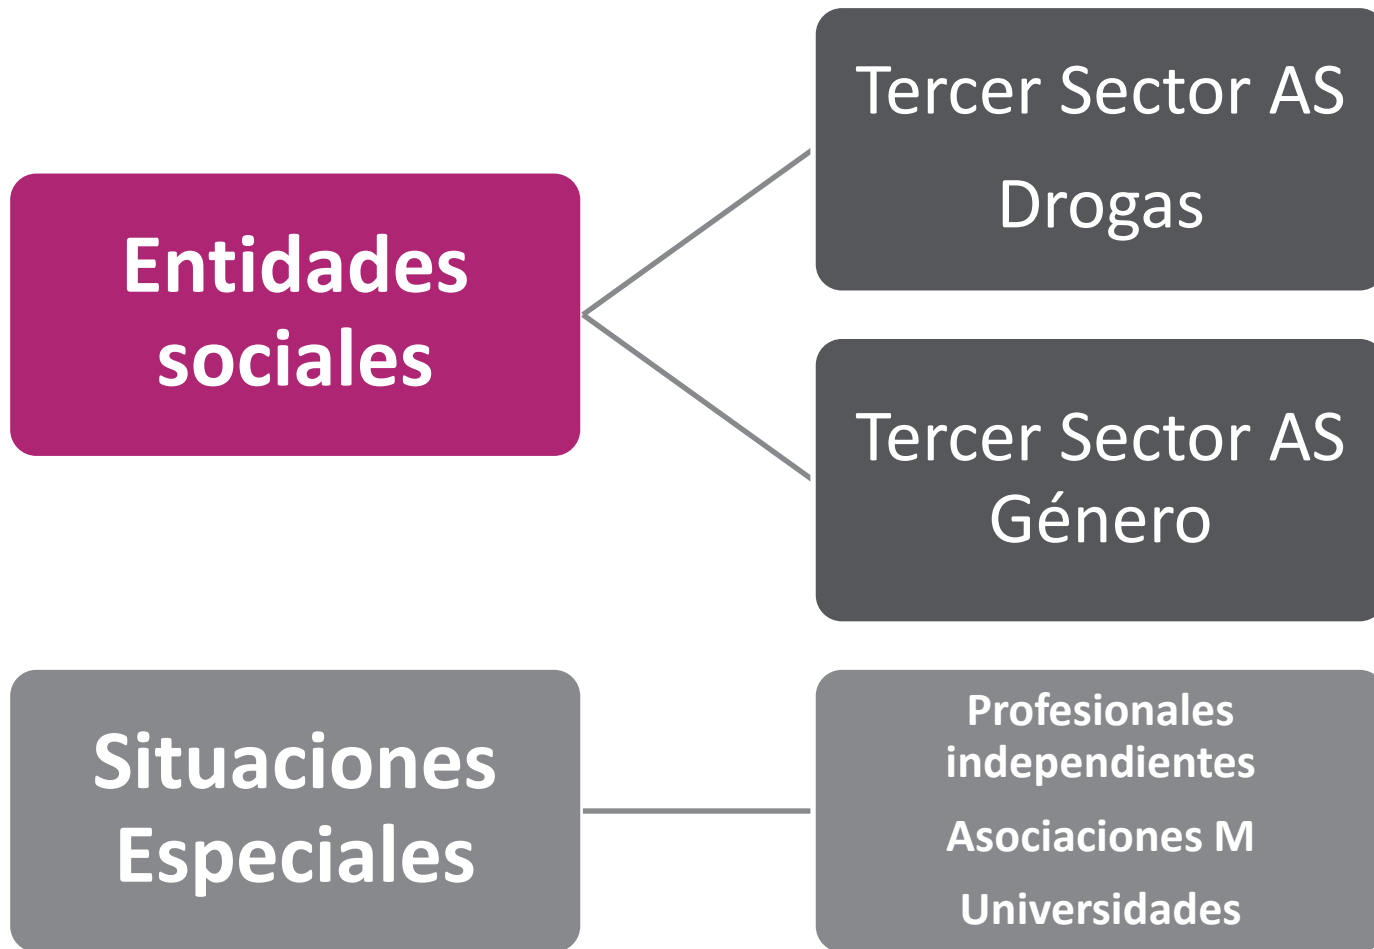 Entidades
sociales
Tercer Sector AS
Drogas
Tercer Sector AS
Género
Situaciones
Especiales
Profesionales
independientes
Asociaciones M
Universidades